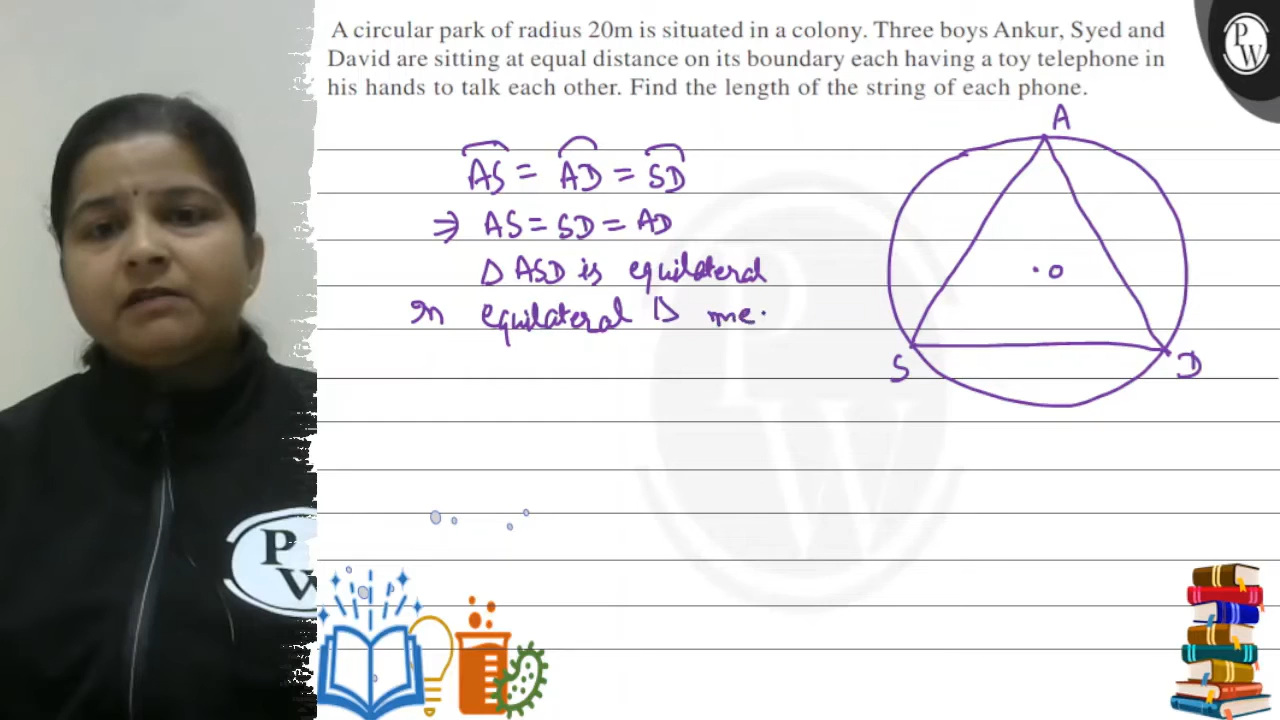 A circular park of radius 20m is situated in a colony. Three boys Ankur, Syed and
David are sitting at equal distance on its boundary each having a toy telephone in
his hands to talk each other. Find the length of the string of each phone.
P
W
A
AS = AD = SD
⇒ AS = SD = AD
Δ ASD is equilateral
.O
In equilateral Δ me.
S
D
P
W
PW